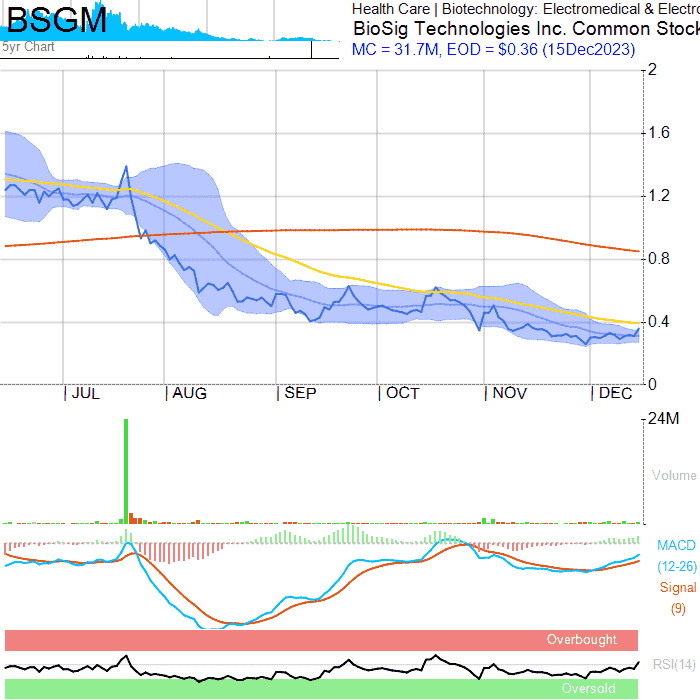 BSGM
5yr Chart
Health Care | Biotechnology: Electromedical & Electro
BioSig Technologies Inc. Common Stock
MC = 31.7M, EOD = $0.36 (15Dec2023)
2
1.6
1.2
0.8
0.4
0
JUL AUG SEP OCT NOV DEC
24M
Volume
MACD
(12-26)
Signal
(9)
Overbought
RSI(14)
Oversold